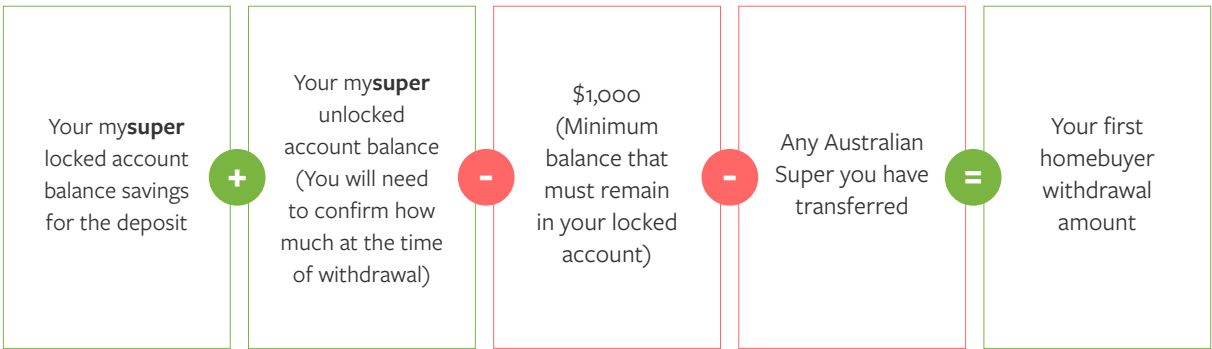 Your mysuper
locked account
balance savings
for the deposit
+
Your mysuper
unlocked
account balance
(You will need
to confirm how
much at the time
of withdrawal)
-
$1,000
(Minimum
balance that
must remain
in your locked
account)
-
Any Australian
Super you have
transferred
=
Your first
homebuyer
withdrawal
amount